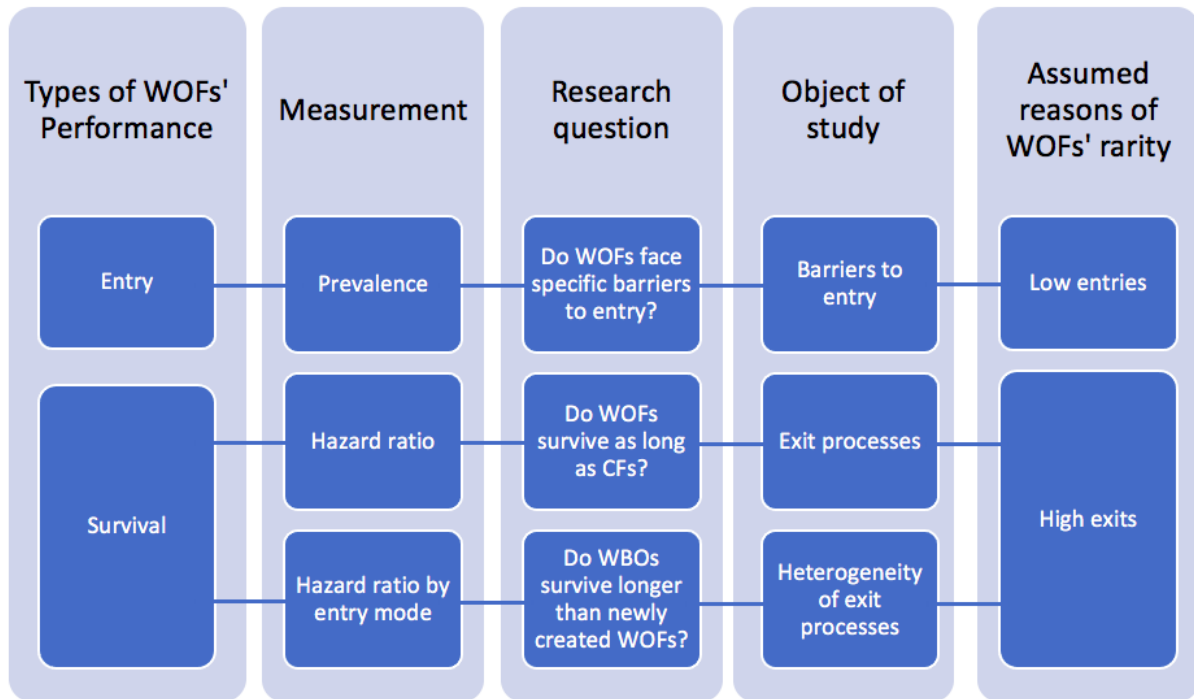 Types of WOFs'
Performance
Measurement
Research
question
Object of
study
Assumed
reasons of
WOFs' rarity
Entry
Prevalence
Do WOFs face
specific barriers
to entry?
Barriers to
entry
Low entries
Survival
Hazard ratio
Do WOFs
survive as long
as CFs?
Exit processes
High exits
Hazard ratio by
entry mode
Do WBOs
survive longer
than newly
created WOFs?
Heterogeneity
of exit
processes